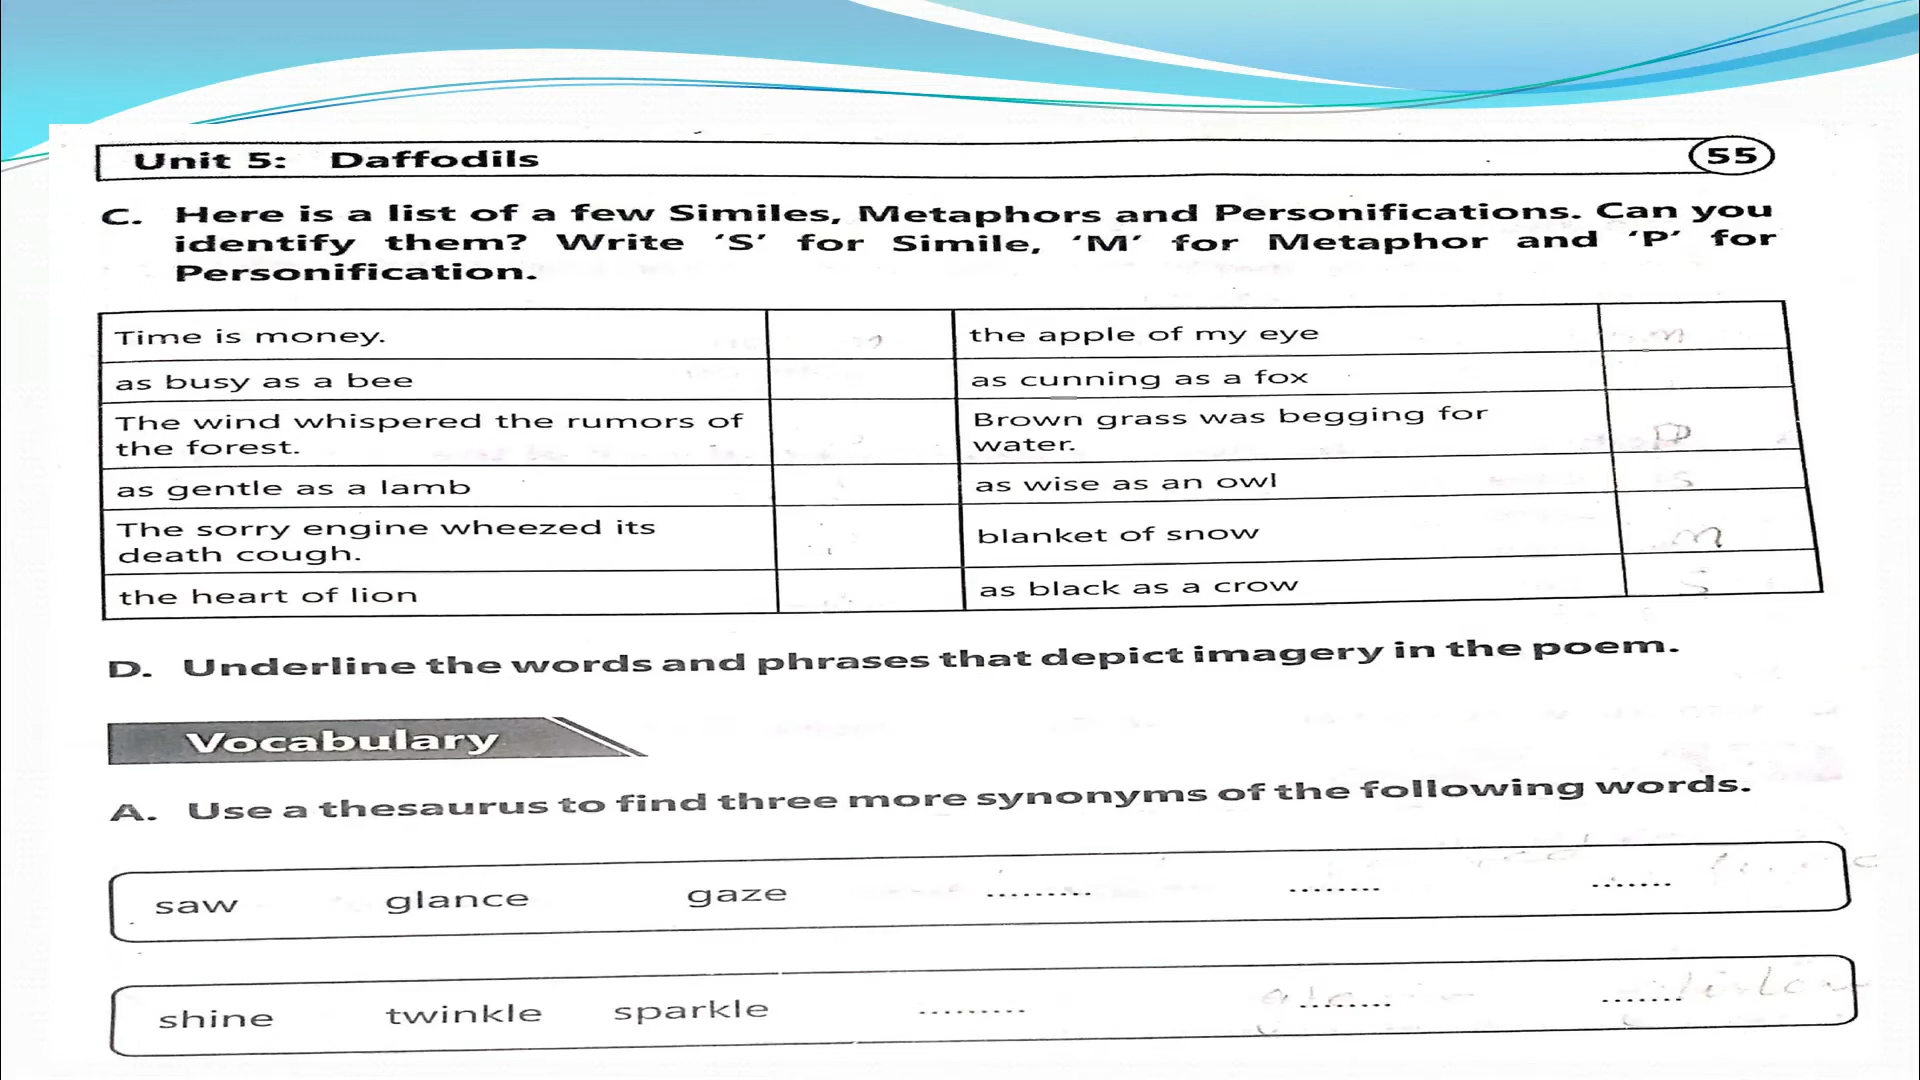 Unit 5: Daffodils 55
C. Here is a list of a few Similes, Metaphors and Personifications. Can you
identify them? Write ‘S’ for Simile, ‘M’ for Metaphor and ‘P’ for
Personification.
Time is money. the apple of my eye m
as busy as a bee as cunning as a fox
The wind whispered the rumors of
the forest.
Brown grass was begging for
water.
P
as gentle as a lamb as wise as an owl S
The sorry engine wheezed its
death cough.
blanket of snow m
the heart of lion as black as a crow S
D. Underline the words and phrases that depict imagery in the poem.
Vocabulary
A. Use a thesaurus to find three more synonyms of the following words.
saw glance gaze ......... ........ .......
shine twinkle sparkle ......... ........ .......